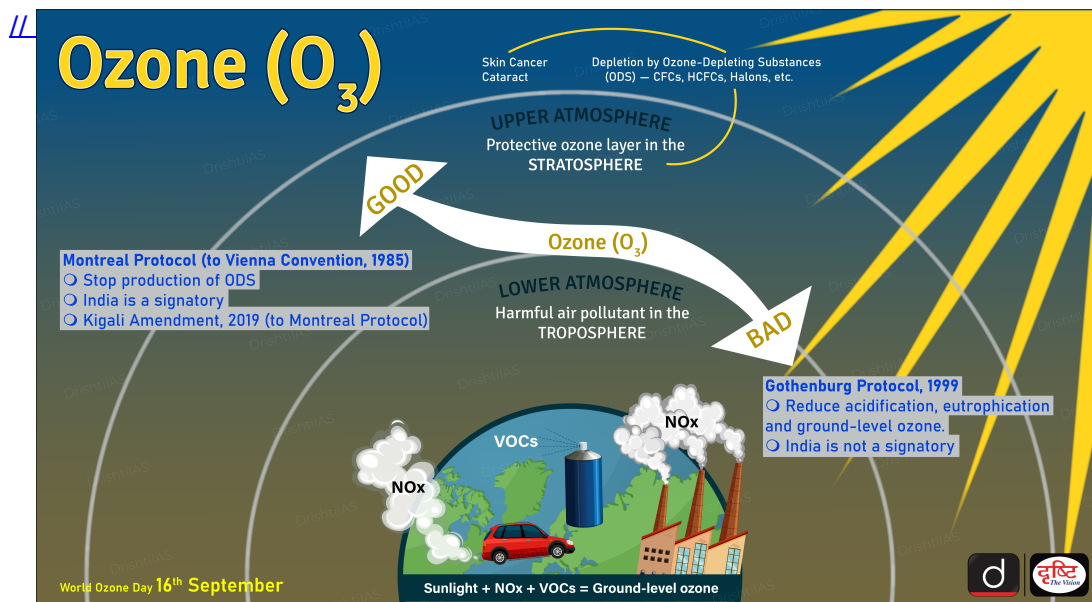 //
Ozone (O3)
Skin Cancer
Cataract
Depletion by Ozone-Depleting Substances
(ODS) — CFCs, HCFCs, Halons, etc.
UPPER ATMOSPHERE
Protective ozone layer in the
STRATOSPHERE
GOOD
Ozone (O3)
BAD
LOWER ATMOSPHERE
Harmful air pollutant in the
TROPOSPHERE
Montreal Protocol (to Vienna Convention, 1985)
❍ Stop production of ODS
❍ India is a signatory
❍ Kigali Amendment, 2019 (to Montreal Protocol)
Gothenburg Protocol, 1999
❍ Reduce acidification, eutrophication
and ground-level ozone.
❍ India is not a signatory
NOx
VOCs
NOx
Sunlight + NOx + VOCs = Ground-level ozone
World Ozone Day 16th September
d
दृष्टि
The Vision
DrishtiIAS